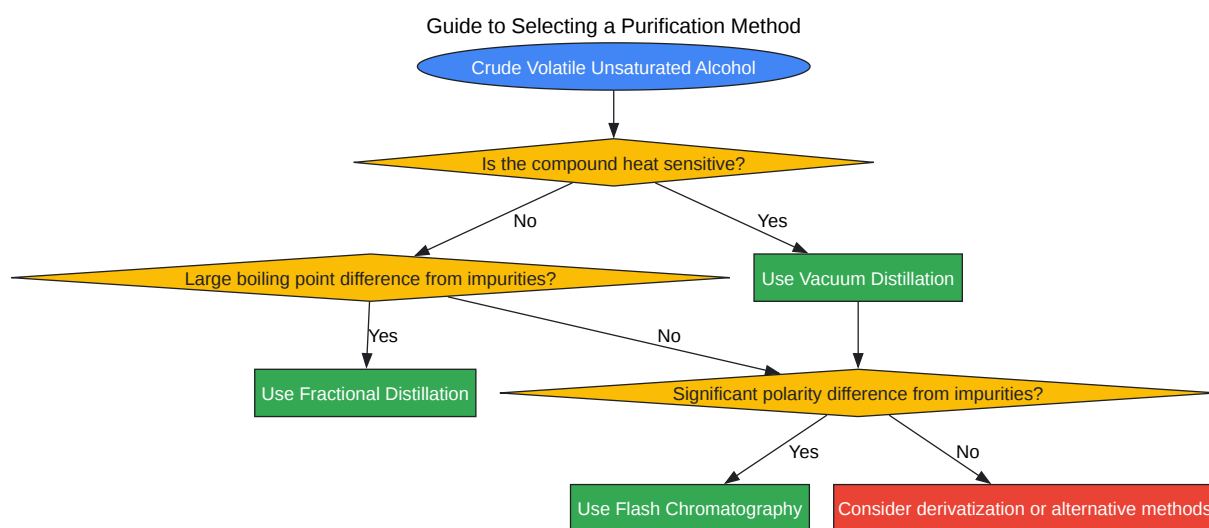 Guide to Selecting a Purification Method
Crude Volatile Unsaturated Alcohol
Is the compound heat sensitive?
No
Yes
Large boiling point difference from impurities?
Use Vacuum Distillation
Yes
No
Use Fractional Distillation
Significant polarity difference from impurities?
Yes
No
Use Flash Chromatography
Consider derivatization or alternative methods